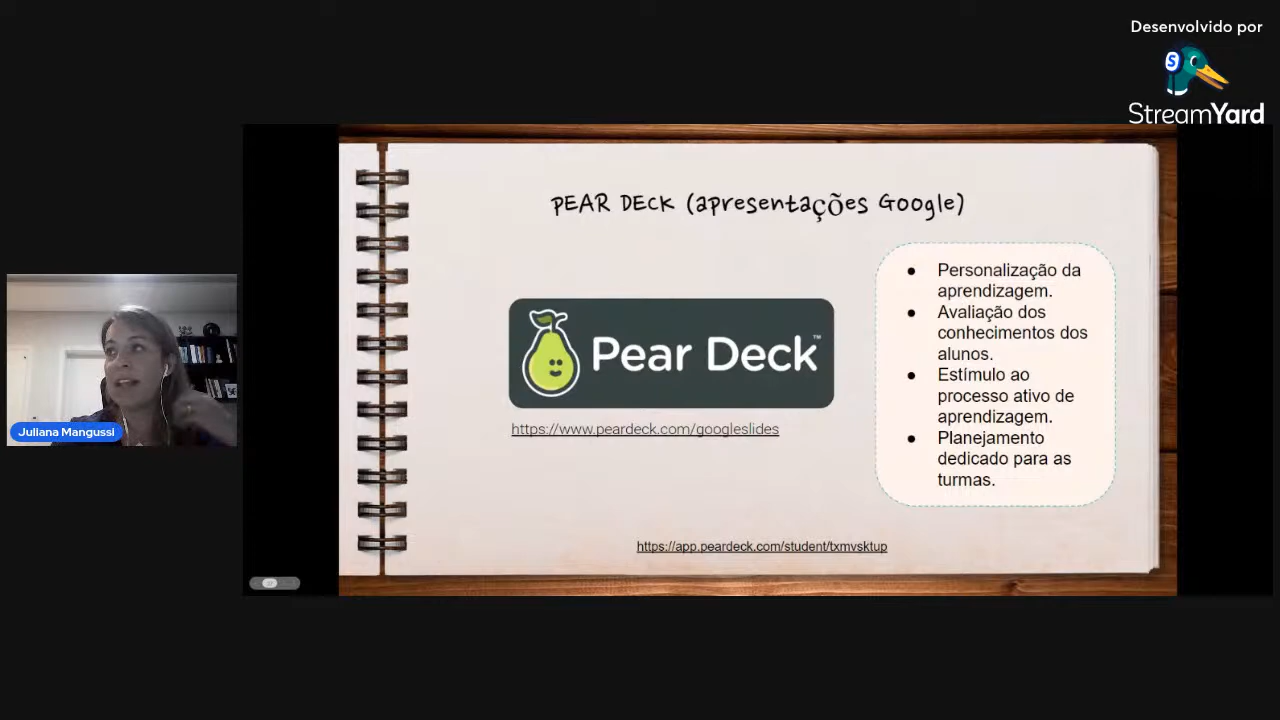 Desenvolvido por
StreamYard
PEAR DECK (apresentações Google)
Pear Deck™
https://www.peardeck.com/googleslides
• Personalização da
aprendizagem.
• Avaliação dos
conhecimentos dos
alunos.
• Estímulo ao
processo ativo de
aprendizagem.
• Planejamento
dedicado para as
turmas.
https://app.peardeck.com/student/txmvsktup
Juliana Mangussi